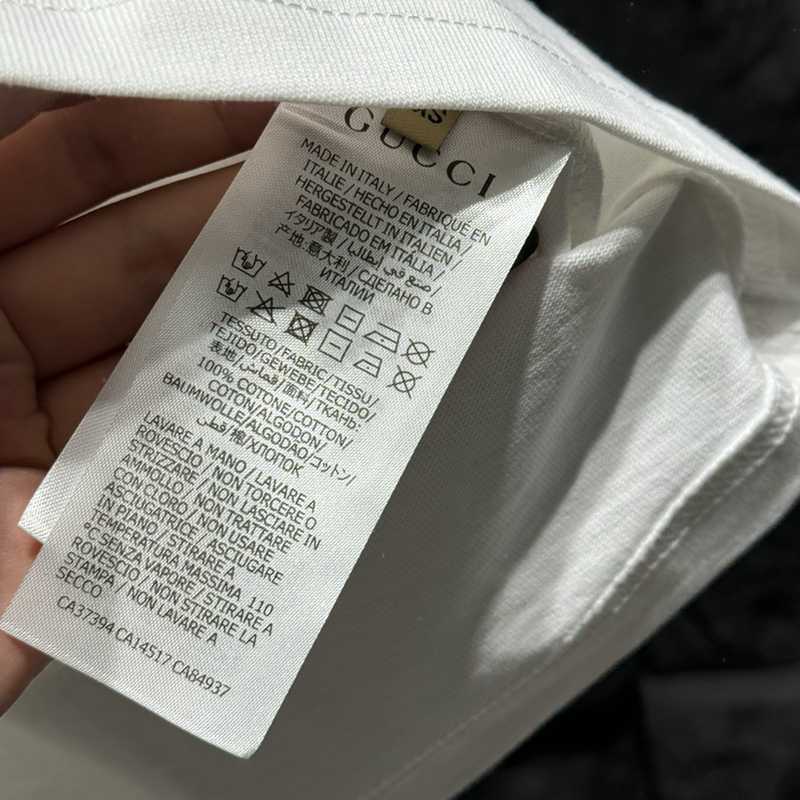 XS
GUCCI
MADE IN ITALY / FABRIQUÉ EN
ITALIE / HECHO EN ITALIA /
HERGESTELLT IN ITALIEN /
FABRICADO EM ITÁLIA /
イタリア製 / صنع في إيطاليا /
产地:意大利 / СДЕЛАНО В
ИТАЛИИ
TESSUTO/FABRIC/TISSU/
TEJIDO/GEWEBE/TECIDO/
表地/قماش/面料/ТКАНЬ:
100% COTONE/COTTON/
COTON/ALGODON/
BAUMWOLLE/ALGODAO/コットン/
قطن/棉/ХЛОПОК
LAVARE A MANO / LAVARE A
ROVESCIO / NON TORCERE O
STRIZZARE / NON LASCIARE IN
AMMOLLO / NON TRATTARE
CON CLORO / NON USARE
ASCIUGATRICE / ASCIUGARE
IN PIANO / STIRARE A
TEMPERATURA MASSIMA 110
°C SENZA VAPORE / STIRARE A
ROVESCIO / NON STIRARE LA
STAMPA / NON LAVARE A
SECCO
CA37394 CA14517 CA84937